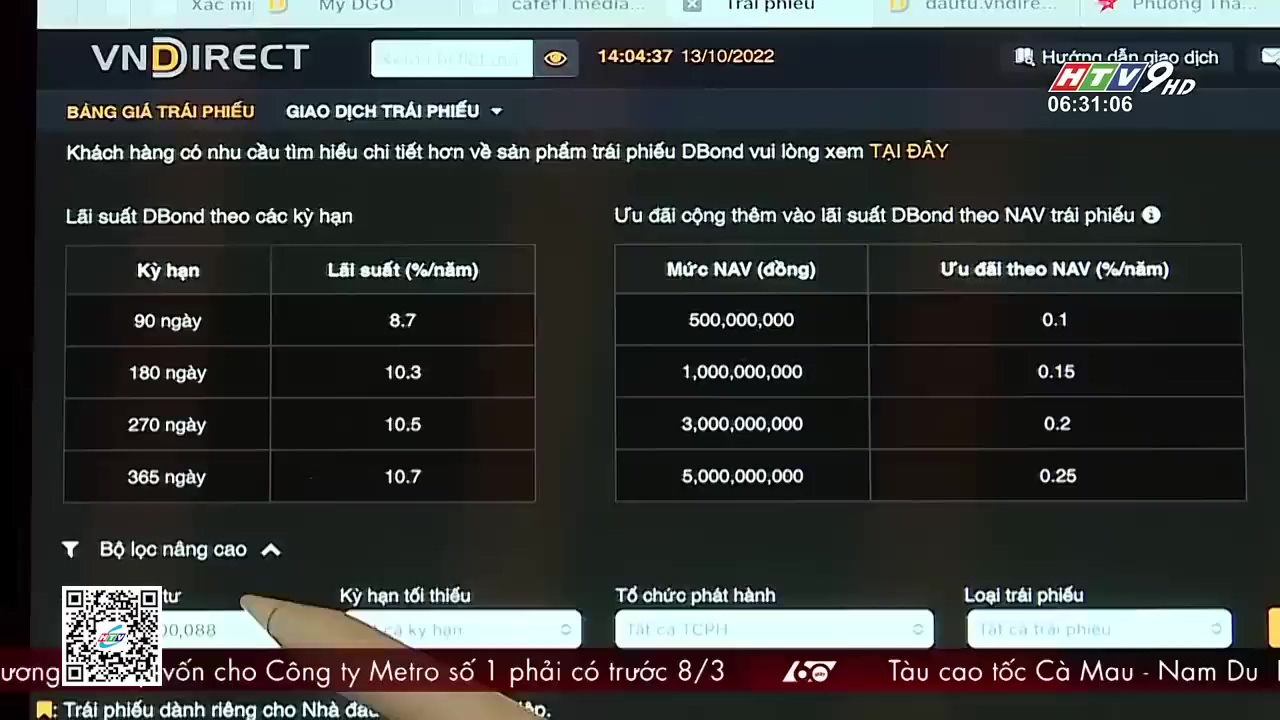 Xác mi
My DGO
cafef1.media...
Trái phiếu
dautu.vndire...
Phương Thả...
VNDIRECT
14:04:37 13/10/2022
Hướng dẫn giao dịch
HTV9 HD
06:31:06
BẢNG GIÁ TRÁI PHIẾU
GIAO DỊCH TRÁI PHIẾU
Khách hàng có nhu cầu tìm hiểu chi tiết hơn về sản phẩm trái phiếu DBond vui lòng xem TẠI ĐÂY
Lãi suất DBond theo các kỳ hạn
Ưu đãi cộng thêm vào lãi suất DBond theo NAV trái phiếu
Kỳ hạn Lãi suất (%/năm)
Mức NAV (đồng) Ưu đãi theo NAV (%/năm)
90 ngày 8.7
500,000,000 0.1
180 ngày 10.3
1,000,000,000 0.15
270 ngày 10.5
3,000,000,000 0.2
365 ngày 10.7
5,000,000,000 0.25
Bộ lọc nâng cao
tư
Kỳ hạn tối thiểu
Tổ chức phát hành
Loại trái phiếu
00,088
cả kỳ hạn
Tất cả TCPH
Tất cả trái phiếu
HTV
ương
vốn cho Công ty Metro số 1 phải có trước 8/3
60 giây
Tàu cao tốc Cà Mau - Nam Du
: Trái phiếu dành riêng cho Nhà đầu